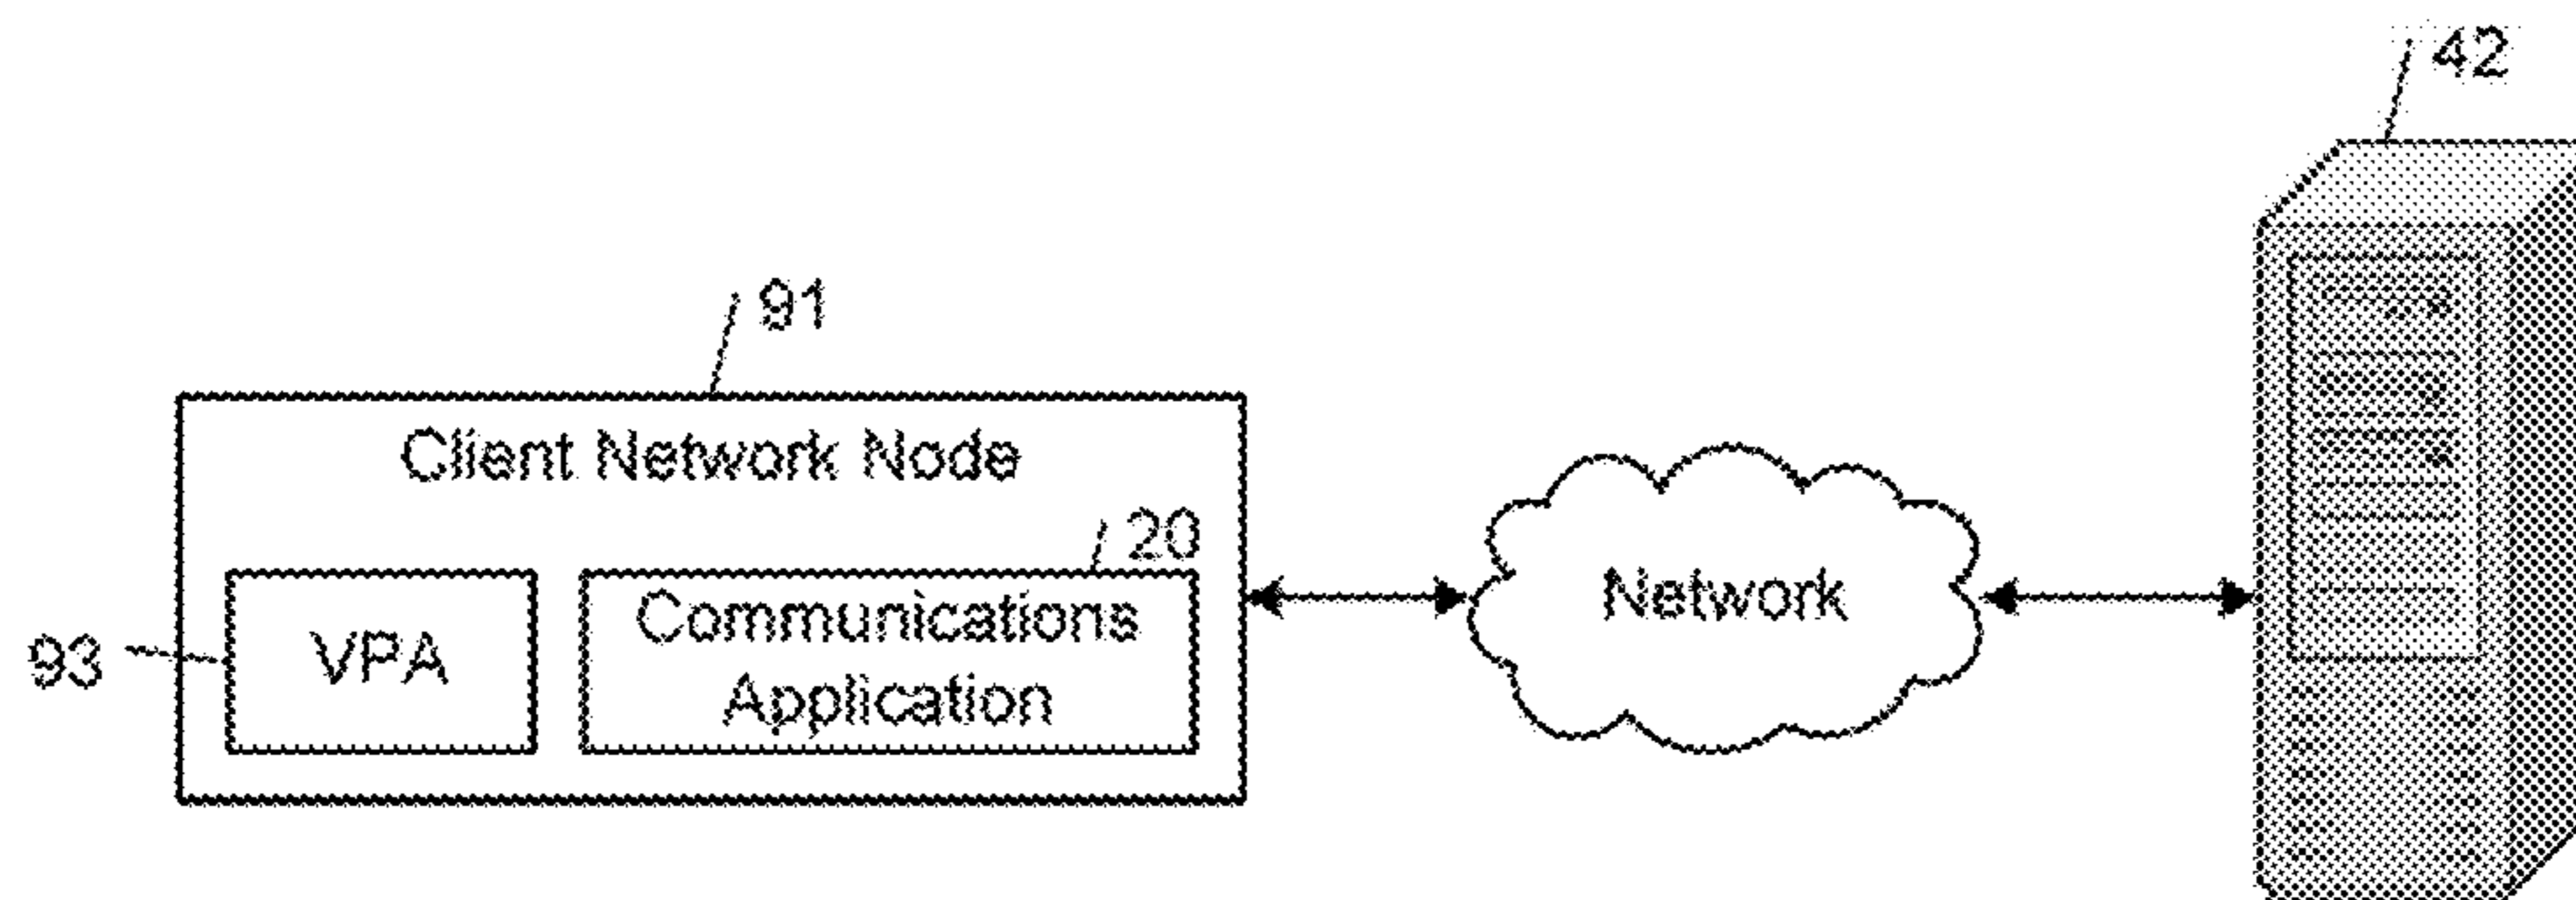 42
91
Client Network Node
20
Communications
Application
VPA
93
Network